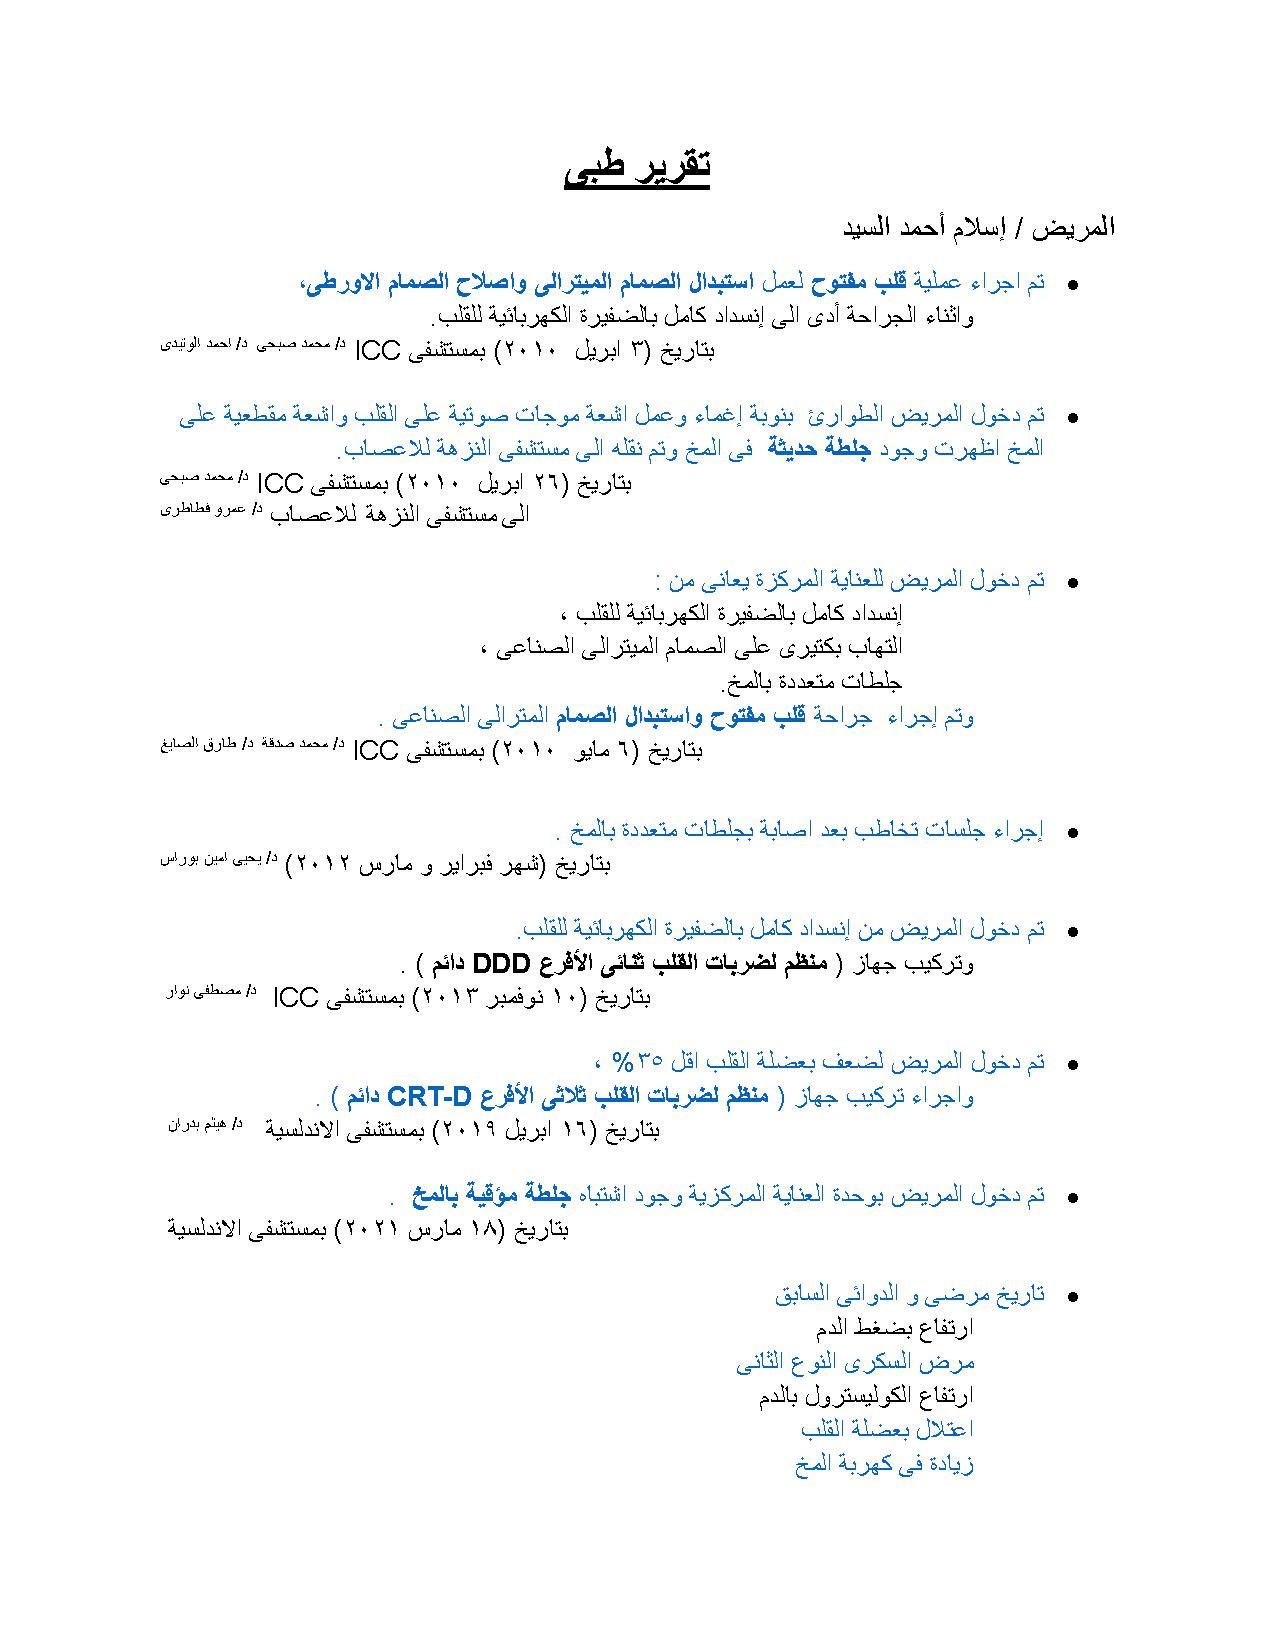 تقرير طبى
المريض / إسلام أحمد السيد
• تم اجراء عملية قلب مفتوح لعمل استبدال الصمام الميترالى واصلاح الصمام الاورطى،
واثناء الجراحة أدى الى إنسداد كامل بالضفيرة الكهربائية للقلب.
بتاريخ (٣ ابريل ٢٠١٠) بمستشفى ICC د/ محمد صبحى د/ احمد الوتيدى
• تم دخول المريض الطوارئ بنوبة إغماء وعمل اشعة موجات صوتية على القلب واشعة مقطعية على
المخ اظهرت وجود جلطة حديثة فى المخ وتم نقله الى مستشفى النزهة للاعصاب.
بتاريخ (٢٦ ابريل ٢٠١٠) بمستشفى ICC د/ محمد صبحى
الى مستشفى النزهة للاعصاب د/ عمرو قطاطرى
• تم دخول المريض للعناية المركزة يعانى من :
إنسداد كامل بالضفيرة الكهربائية للقلب ،
التهاب بكتيرى على الصمام الميترالى الصناعى ،
جلطات متعددة بالمخ.
وتم إجراء جراحة قلب مفتوح واستبدال الصمام المترالى الصناعى .
بتاريخ (٦ مايو ٢٠١٠) بمستشفى ICC د/ محمد صدقة د/ طارق الصايغ
• إجراء جلسات تخاطب بعد اصابة بجلطات متعددة بالمخ .
بتاريخ (شهر فبراير و مارس ٢٠١٢) د/ يحيى امين بوراس
• تم دخول المريض من إنسداد كامل بالضفيرة الكهربائية للقلب.
وتركيب جهاز ( منظم لضربات القلب ثنائى الأفرع DDD دائم ) .
بتاريخ (١٠ نوفمبر ٢٠١٣) بمستشفى ICC د/ مصطفى نوار
• تم دخول المريض لضعف بعضلة القلب اقل ٣٥% ،
واجراء تركيب جهاز ( منظم لضربات القلب ثلاثى الأفرع CRT-D دائم ) .
بتاريخ (١٦ ابريل ٢٠١٩) بمستشفى الاندلسية د/ هيثم بدران
• تم دخول المريض بوحدة العناية المركزية وجود اشتباه جلطة مؤقية بالمخ .
بتاريخ (١٨ مارس ٢٠٢١) بمستشفى الاندلسية
• تاريخ مرضى و الدوائى السابق
ارتفاع بضغط الدم
مرض السكرى النوع الثانى
ارتفاع الكوليسترول بالدم
اعتلال بعضلة القلب
زيادة فى كهربة المخ